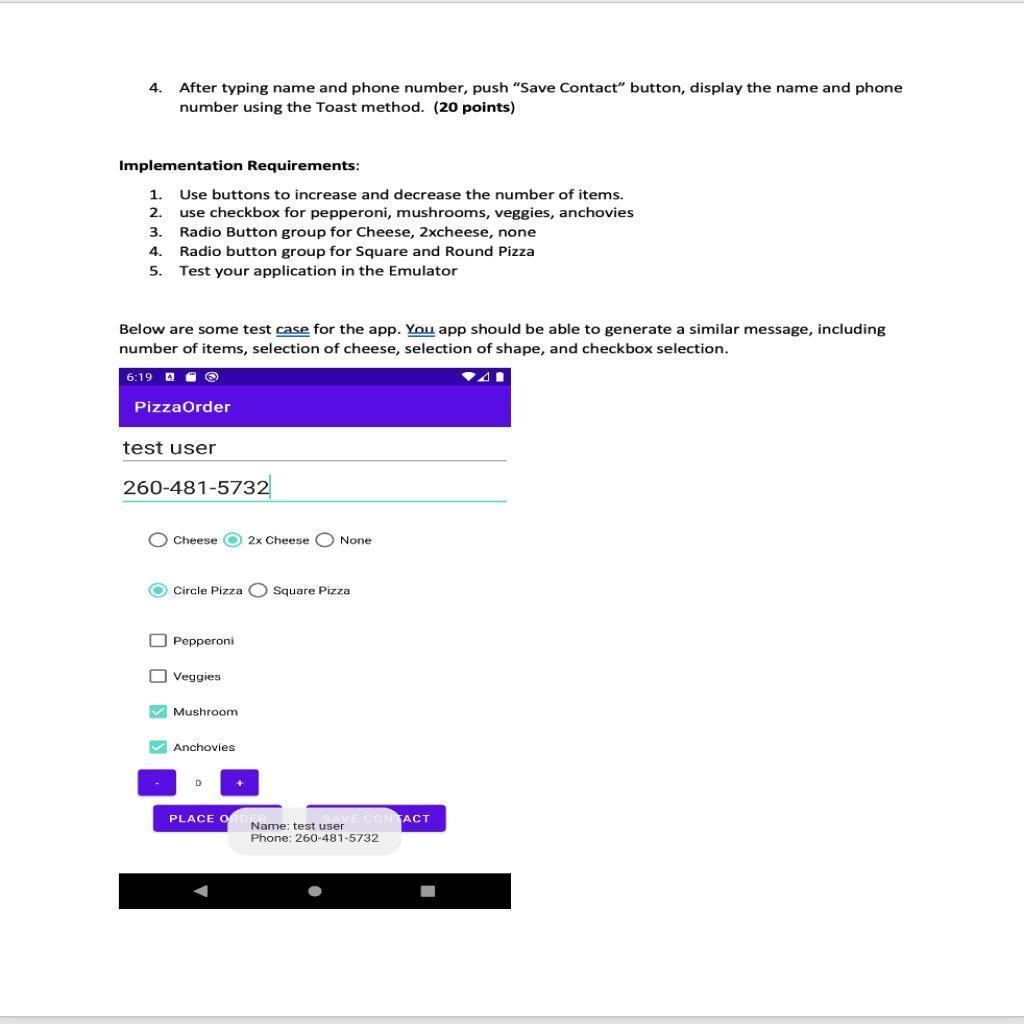 4. After typing name and phone number, push “Save Contact” button, display the name and phone
number using the Toast method. (20 points)
Implementation Requirements:
1. Use buttons to increase and decrease the number of items.
2. use checkbox for pepperoni, mushrooms, veggies, anchovies
3. Radio Button group for Cheese, 2xcheese, none
4. Radio button group for Square and Round Pizza
5. Test your application in the Emulator
Below are some test case for the app. You app should be able to generate a similar message, including
number of items, selection of cheese, selection of shape, and checkbox selection.
6:19
PizzaOrder
test user
260-481-5732
Cheese 2x Cheese None
Circle Pizza Square Pizza
Pepperoni
Veggies
Mushroom
Anchovies
- 0 +
PLACE ORDER SAVE CONTACT
Name: test user
Phone: 260-481-5732